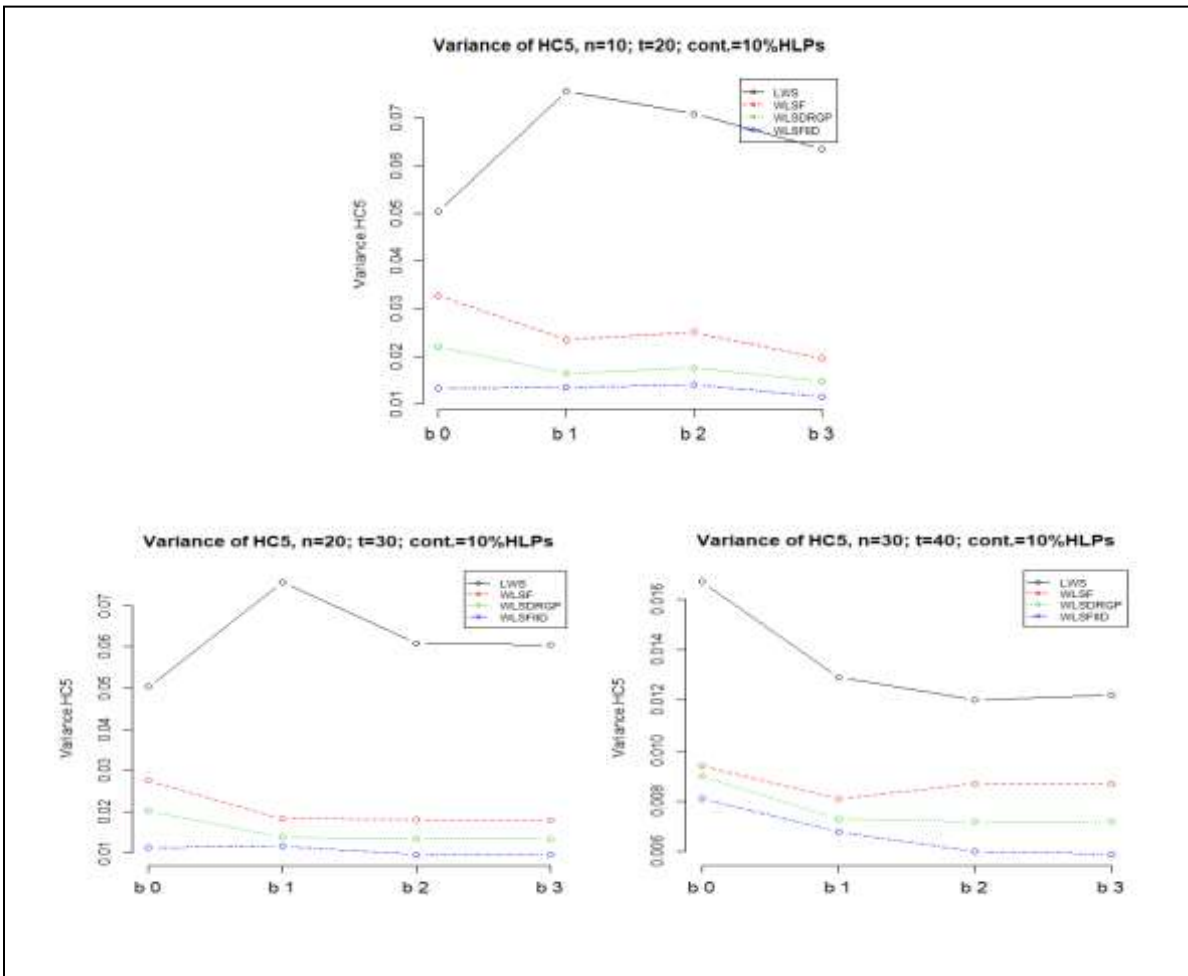 Variance of HC5, n=10; t=20; cont.=10%HLPs
LWS
WLSF
WLSDRGP
WLSFIID
Variance.HC5
0.07
0.06
0.05
0.04
0.03
0.02
0.01
b 0 b 1 b 2 b 3
Variance of HC5, n=20; t=30; cont.=10%HLPs
LWS
WLSF
WLSDRGP
WLSFIID
Variance.HC5
0.07
0.06
0.05
0.04
0.03
0.02
0.01
b 0 b 1 b 2 b 3
Variance of HC5, n=30; t=40; cont.=10%HLPs
LWS
WLSF
WLSDRGP
WLSFIID
Variance.HC5
0.016
0.014
0.012
0.010
0.008
0.006
b 0 b 1 b 2 b 3